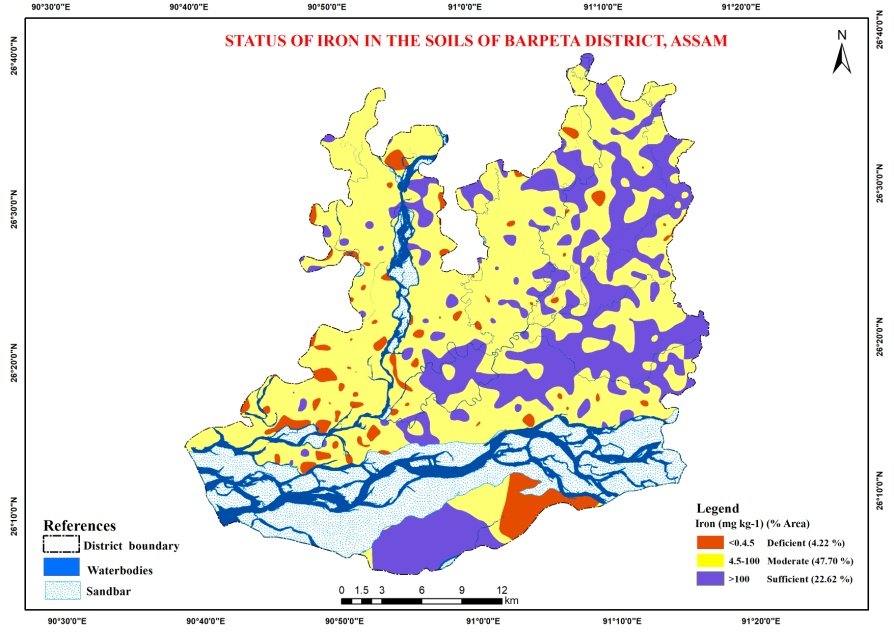 90°30'0"E 90°40'0"E 90°50'0"E 91°0'0"E 91°10'0"E 91°20'0"E
STATUS OF IRON IN THE SOILS OF BARPETA DISTRICT, ASSAM
N
26°40'0"N 26°40'0"N
26°30'0"N 26°30'0"N
26°20'0"N 26°20'0"N
26°10'0"N 26°10'0"N
References
District boundary
Waterbodies
Sandbar
0 1.5 3 6 9 12
km
Legend
Iron (mg kg-1) (% Area)
<0.4.5 Deficient (4.22 %)
4.5-100 Moderate (47.70 %)
>100 Sufficient (22.62 %)
90°30'0"E 90°40'0"E 90°50'0"E 91°0'0"E 91°10'0"E 91°20'0"E